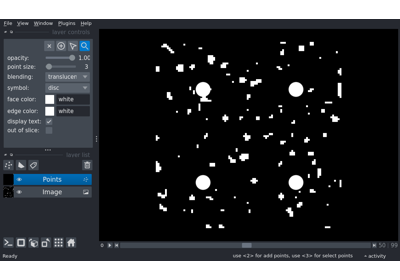 File View Window Plugins Help
layer controls
opacity: 1.00
point size: 3
blending: translucen
symbol: disc
face color: white
edge color: white
display text:
out of slice:
layer list
Points
Image
0 50 99
Ready use <2> for add points, use <3> for select points activity